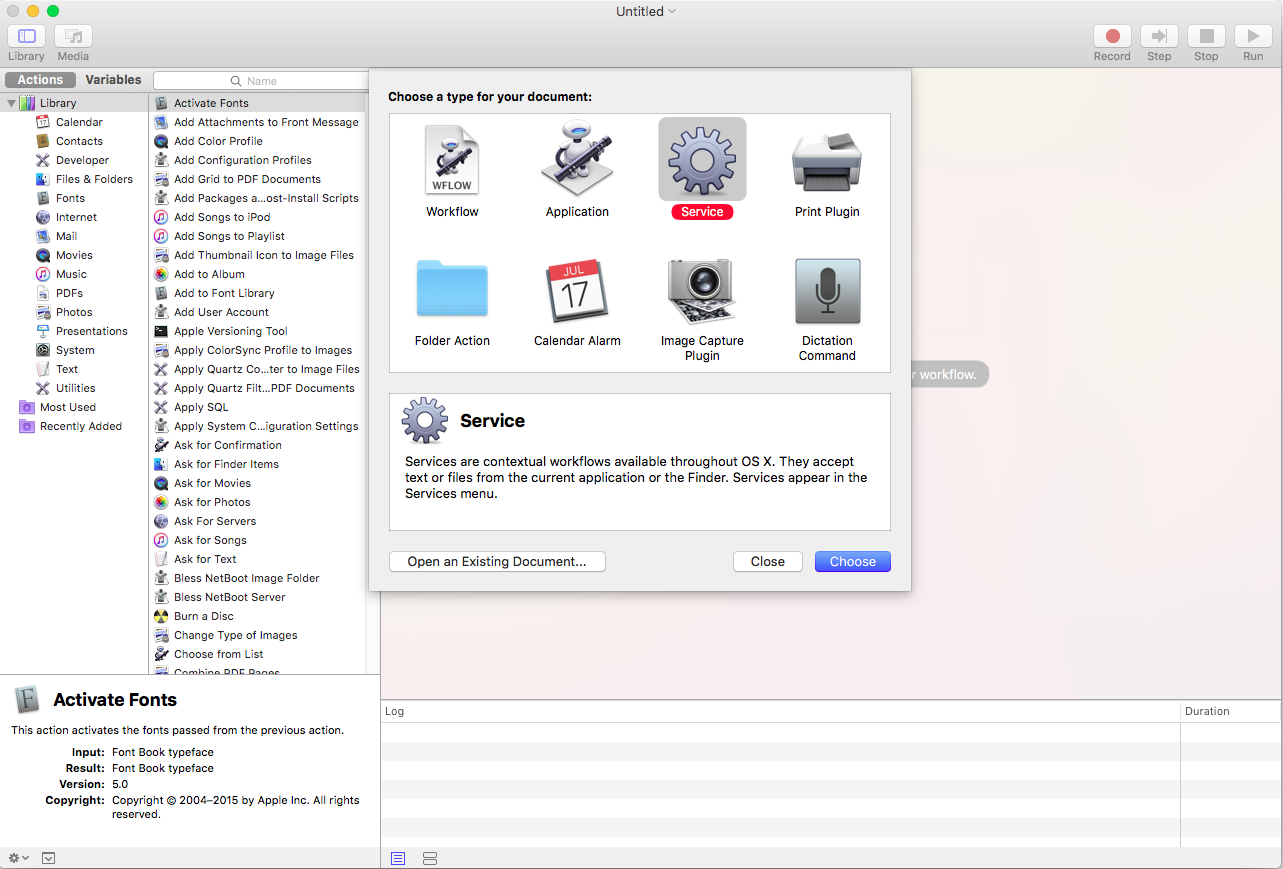 Untitled
Library
Media
Record
Step
Stop
Run
Actions
Variables
Name
Library
Calendar
Contacts
Developer
Files & Folders
Fonts
Internet
Mail
Movies
Music
PDFs
Photos
Presentations
System
Text
Utilities
Most Used
Recently Added
Activate Fonts
Add Attachments to Front Message
Add Color Profile
Add Configuration Profiles
Add Grid to PDF Documents
Add Packages a...ost-Install Scripts
Add Songs to iPod
Add Songs to Playlist
Add Thumbnail Icon to Image Files
Add to Album
Add to Font Library
Add User Account
Apple Versioning Tool
Apply ColorSync Profile to Images
Apply Quartz Co...ter to Image Files
Apply Quartz Filt...PDF Documents
Apply SQL
Apply System C...iguration Settings
Ask for Confirmation
Ask for Finder Items
Ask for Movies
Ask for Photos
Ask For Servers
Ask for Songs
Ask for Text
Bless NetBoot Image Folder
Bless NetBoot Server
Burn a Disc
Change Type of Images
Choose from List
Combine PDF Pages
Choose a type for your document:
WFLOW
Workflow
Application
Service
Print Plugin
Folder Action
JUL
17
Calendar Alarm
Image Capture
Plugin
Dictation
Command
r workflow.
Service
Services are contextual workflows available throughout OS X. They accept
text or files from the current application or the Finder. Services appear in the
Services menu.
Open an Existing Document...
Close
Choose
Activate Fonts
This action activates the fonts passed from the previous action.
Input: Font Book typeface
Result: Font Book typeface
Version: 5.0
Copyright: Copyright © 2004–2015 by Apple Inc. All rights
reserved.
Log
Duration